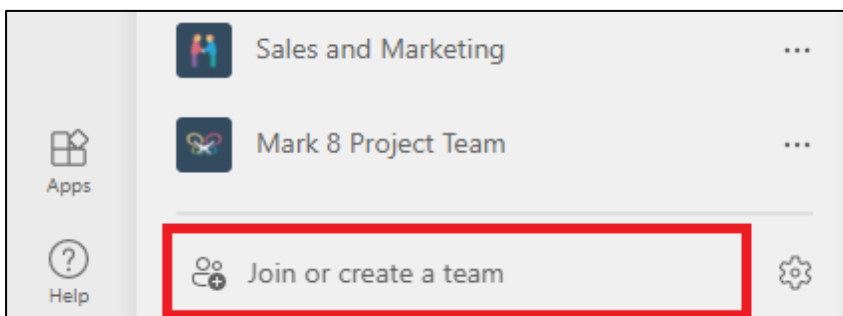 Sales and Marketing
Mark 8 Project Team
Apps
Join or create a team
Help